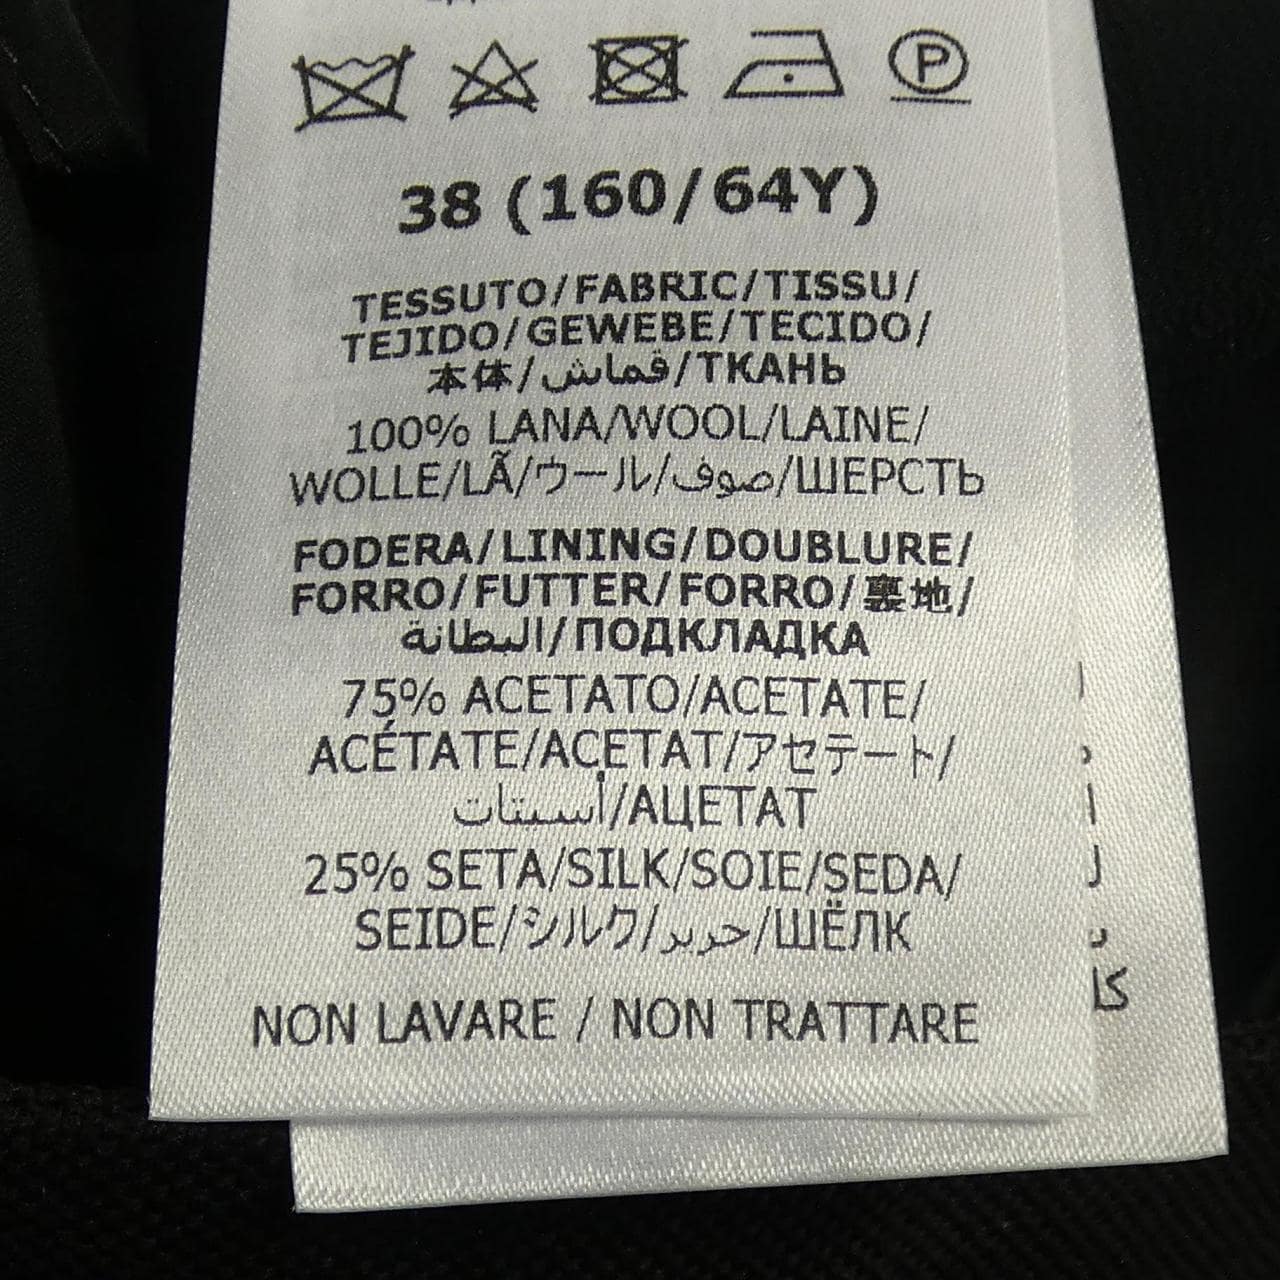 38 (160/64Y)
TESSUTO/FABRIC/TISSU/
TEJIDO/GEWEBE/TECIDO/
本体/قماش/ТКАНЬ
100% LANA/WOOL/LAINE/
WOLLE/LÃ/ウール/صوف/ШЕРСТЬ
FODERA/LINING/DOUBLURE/
FORRO/FUTTER/FORRO/裏地/
البطانة/ПОДКЛАДКА
75% ACETATO/ACETATE/
ACÉTATE/ACETAT/アセテート/
أسيتات/АЦЕТАТ
25% SETA/SILK/SOIE/SEDA/
SEIDE/シルク/حرير/ШЁЛК
NON LAVARE / NON TRATTARE